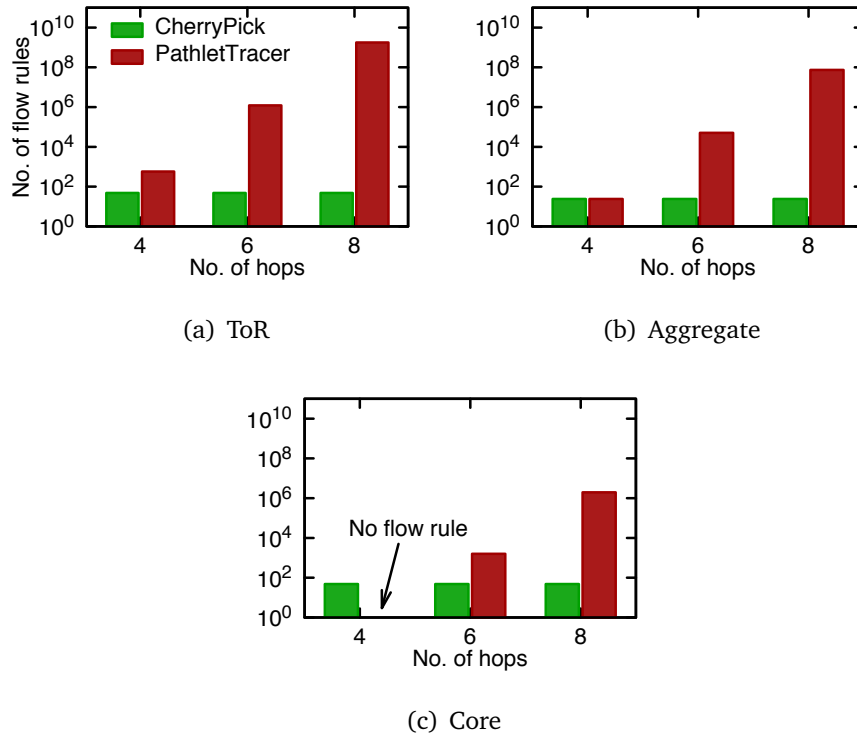 CherryPick
PathletTracer
No. of flow rules
10^10
10^8
10^6
10^4
10^2
10^0
4 6 8
No. of hops
(a) ToR
10^10
10^8
10^6
10^4
10^2
10^0
4 6 8
No. of hops
(b) Aggregate
10^10
10^8
10^6
10^4
10^2
10^0
No flow rule
4 6 8
No. of hops
(c) Core